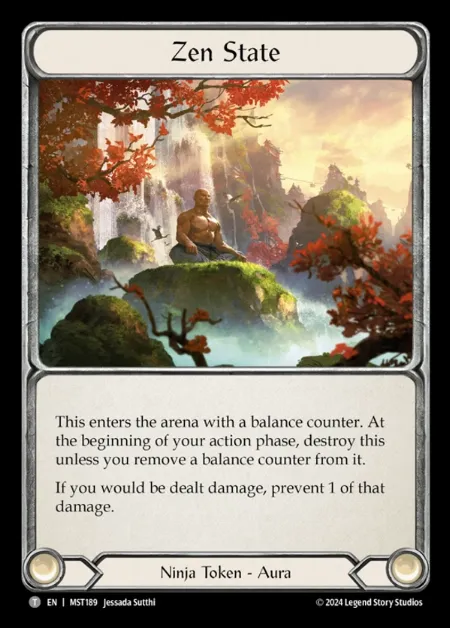 Zen State
This enters the arena with a balance counter. At
the beginning of your action phase, destroy this
unless you remove a balance counter from it.
If you would be dealt damage, prevent 1 of that
damage.
Ninja Token - Aura
T EN | MST189 Jessada Sutthi © 2024 Legend Story Studios